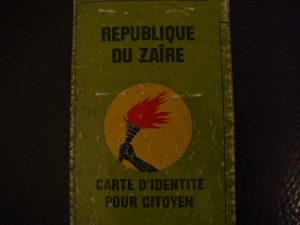 REPUBLIQUE
DU ZAÏRE
CARTE D'IDENTITE
POUR CITOYEN